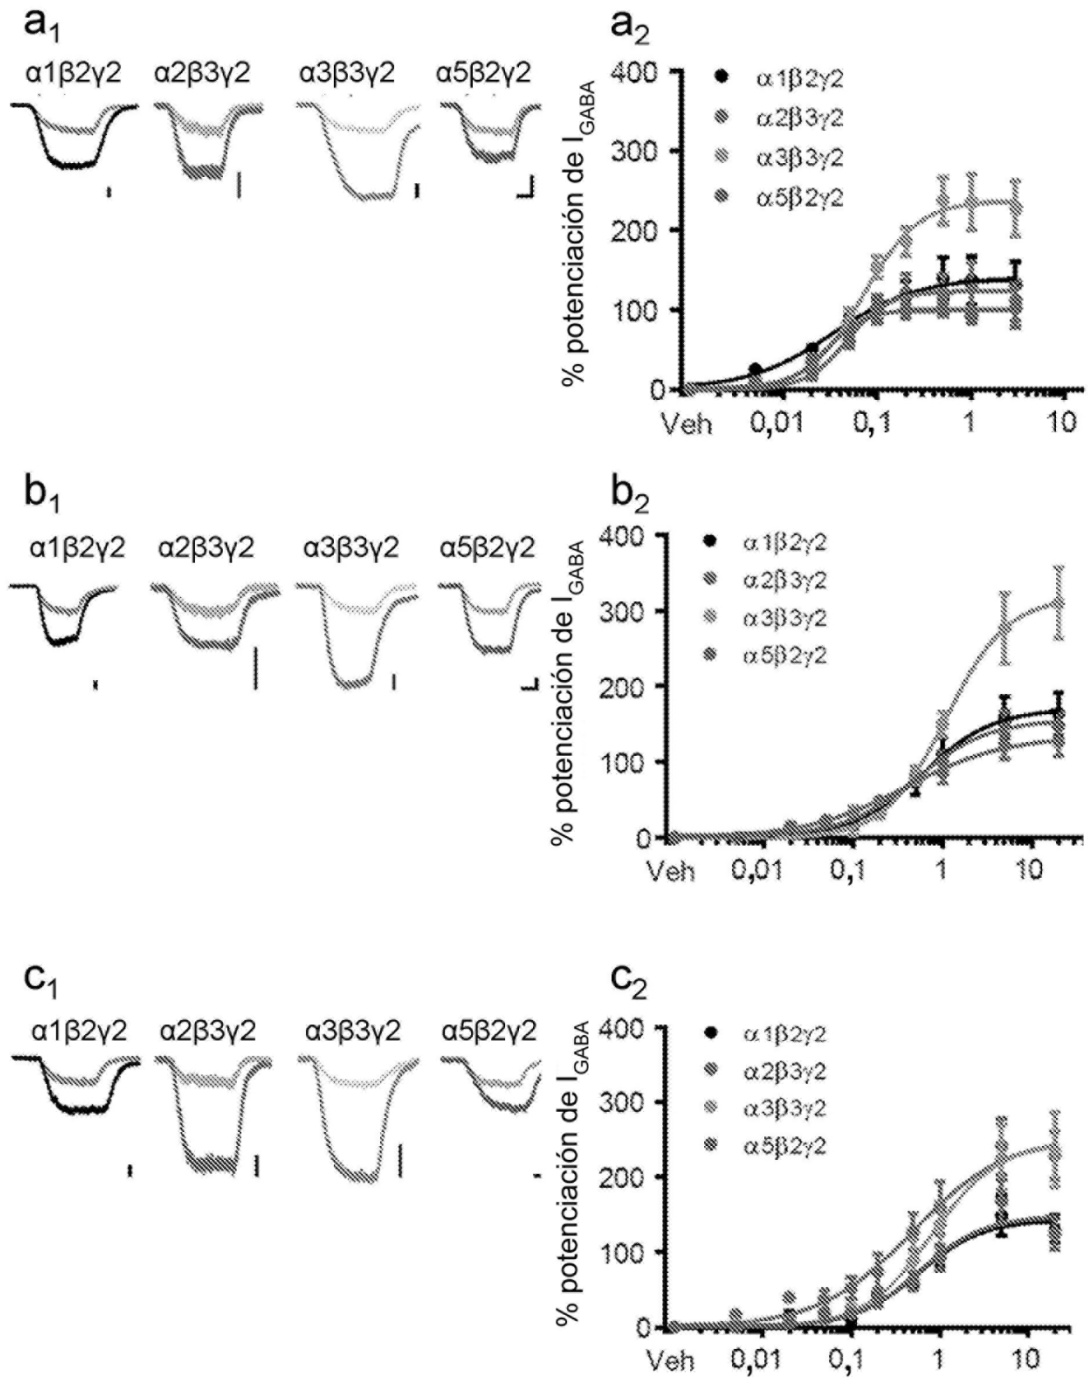 a1
α1β2γ2 α2β3γ2 α3β3γ2 α5β2γ2
a2
% potenciación de IGABA
400
300
200
100
0
α1β2γ2
α2β3γ2
α3β3γ2
α5β2γ2
Veh 0,01 0,1 1 10
b1
α1β2γ2 α2β3γ2 α3β3γ2 α5β2γ2
b2
% potenciación de IGABA
400
300
200
100
0
α1β2γ2
α2β3γ2
α3β3γ2
α5β2γ2
Veh 0,01 0,1 1 10
c1
α1β2γ2 α2β3γ2 α3β3γ2 α5β2γ2
c2
% potenciación de IGABA
400
300
200
100
0
α1β2γ2
α2β3γ2
α3β3γ2
α5β2γ2
Veh 0,01 0,1 1 10